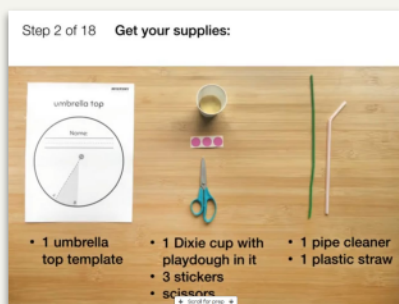 Step 2 of 18 Get your supplies:
umbrella top
Name:
• 1 umbrella
top template
• 1 Dixie cup with
playdough in it
• 3 stickers
• scissors
• 1 pipe cleaner
• 1 plastic straw
Scroll for prep